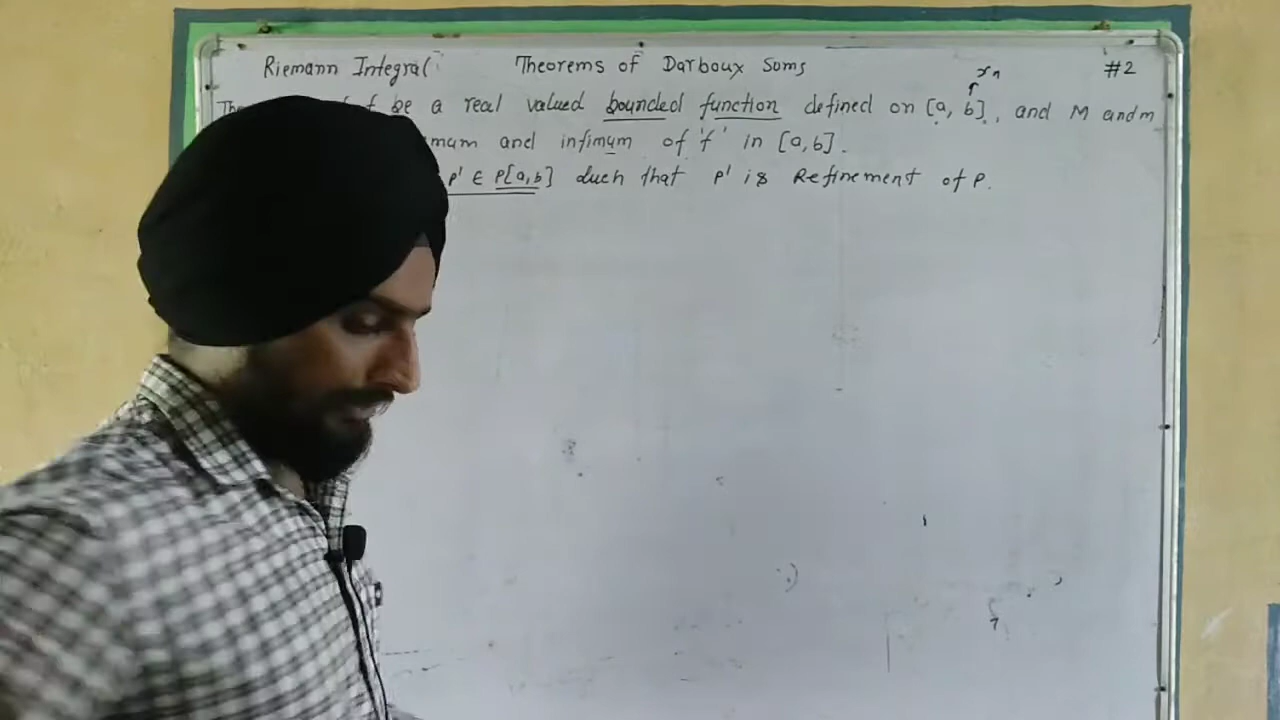 Riemann Integral Theorems of Darboux Sums #2
xn
f be a real valued bounded function defined on [a, b], and M and m
mum and infimum of 'f' in [a,b].
p' ∈ P[a,b] such that p' is Refinement of P.